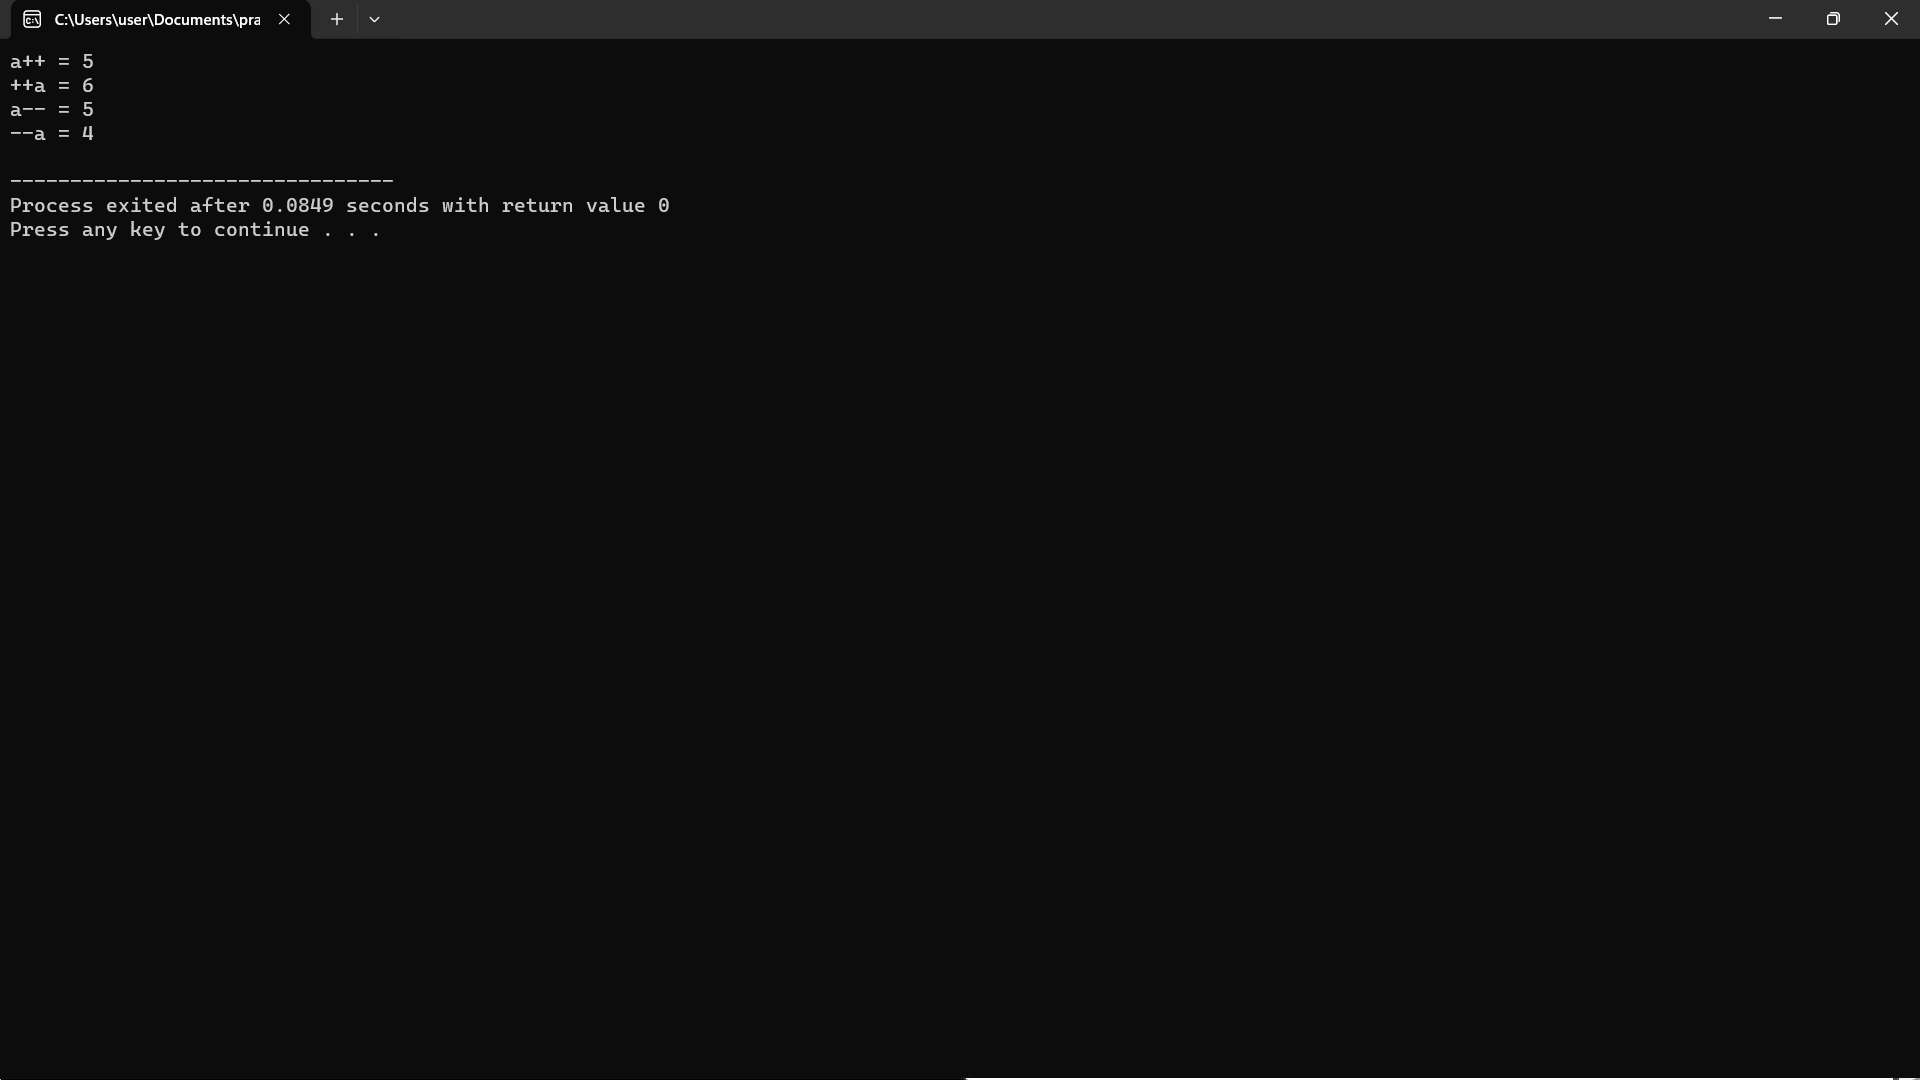 C:\Users\user\Documents\pra
a++ = 5
++a = 6
a-- = 5
--a = 4
--------------------------------
Process exited after 0.0849 seconds with return value 0
Press any key to continue . . .